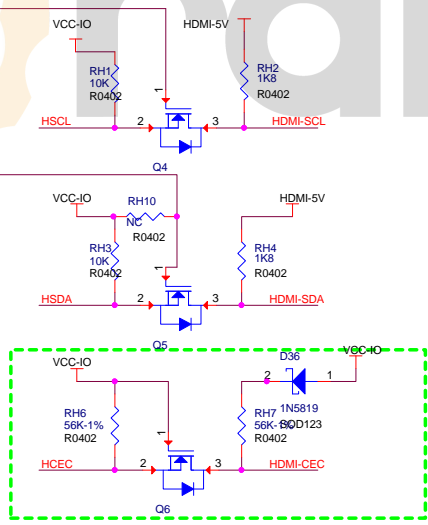 VCC-IO
HDMI-5V
RH1
10K
R0402
1
RH2
1K8
R0402
HSCL
2
3
HDMI-SCL
Q4
VCC-IO
RH10
NC
R0402
HDMI-5V
RH3
10K
R0402
1
RH4
1K8
R0402
HSDA
2
3
HDMI-SDA
Q5
VCC-IO
D36
VCC-IO
2
1
1N5819
SOD123
RH6
56K-1%
R0402
1
RH7
56K-1%
R0402
HCEC
2
3
HDMI-CEC
Q6